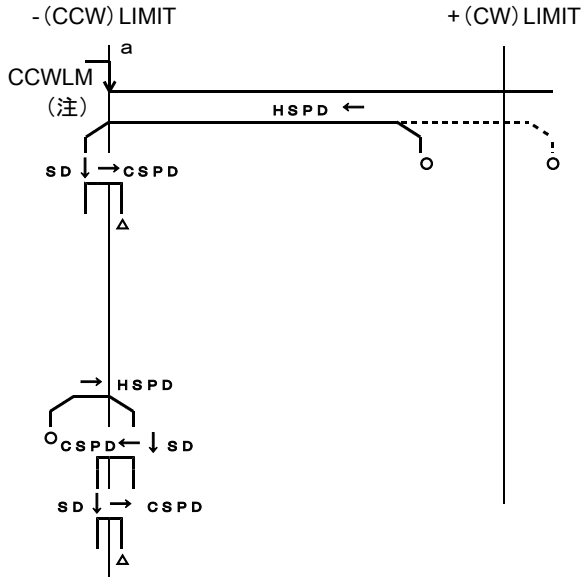 -(CCW) LIMIT
+(CW) LIMIT
a
CCWLM
(注)
HSPD ←
SD ↓ →CSPD
→ HSPD
CSPD← ↓ SD
SD ↓ → CSPD